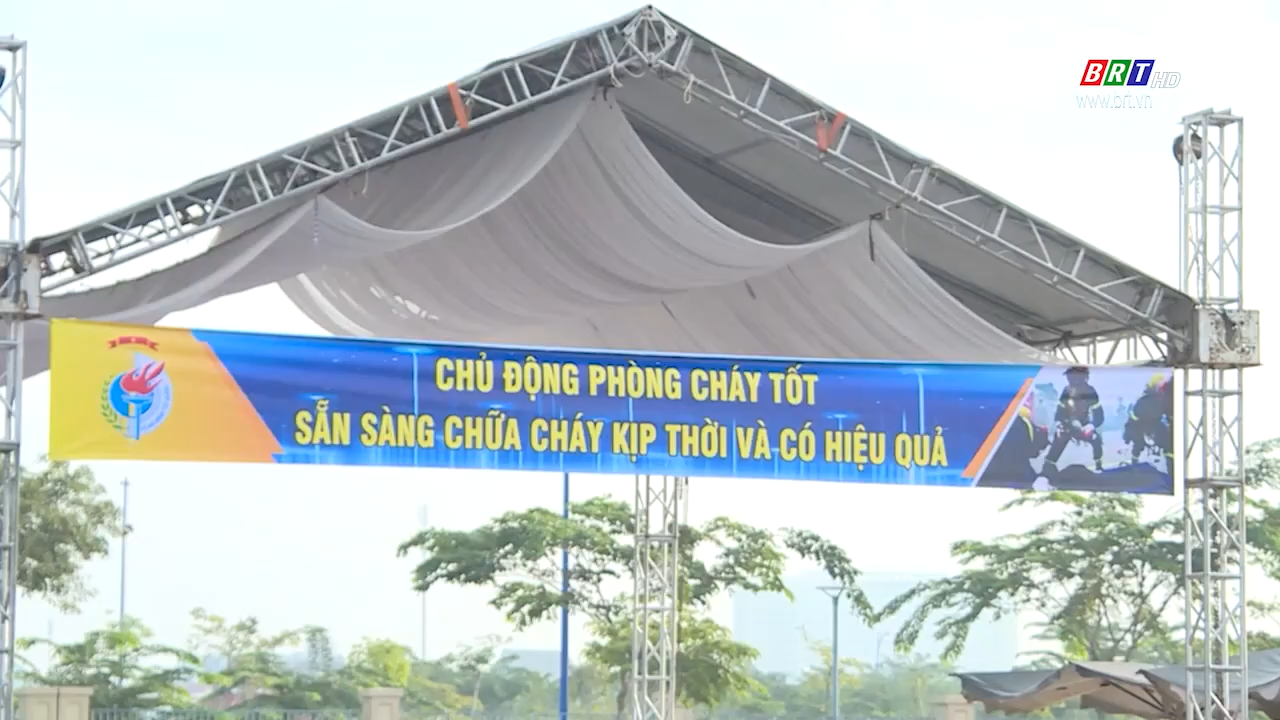 BRT HD
www.brt.vn
CHỦ ĐỘNG PHÒNG CHÁY TỐT
SẴN SÀNG CHỮA CHÁY KỊP THỜI VÀ CÓ HIỆU QUẢ